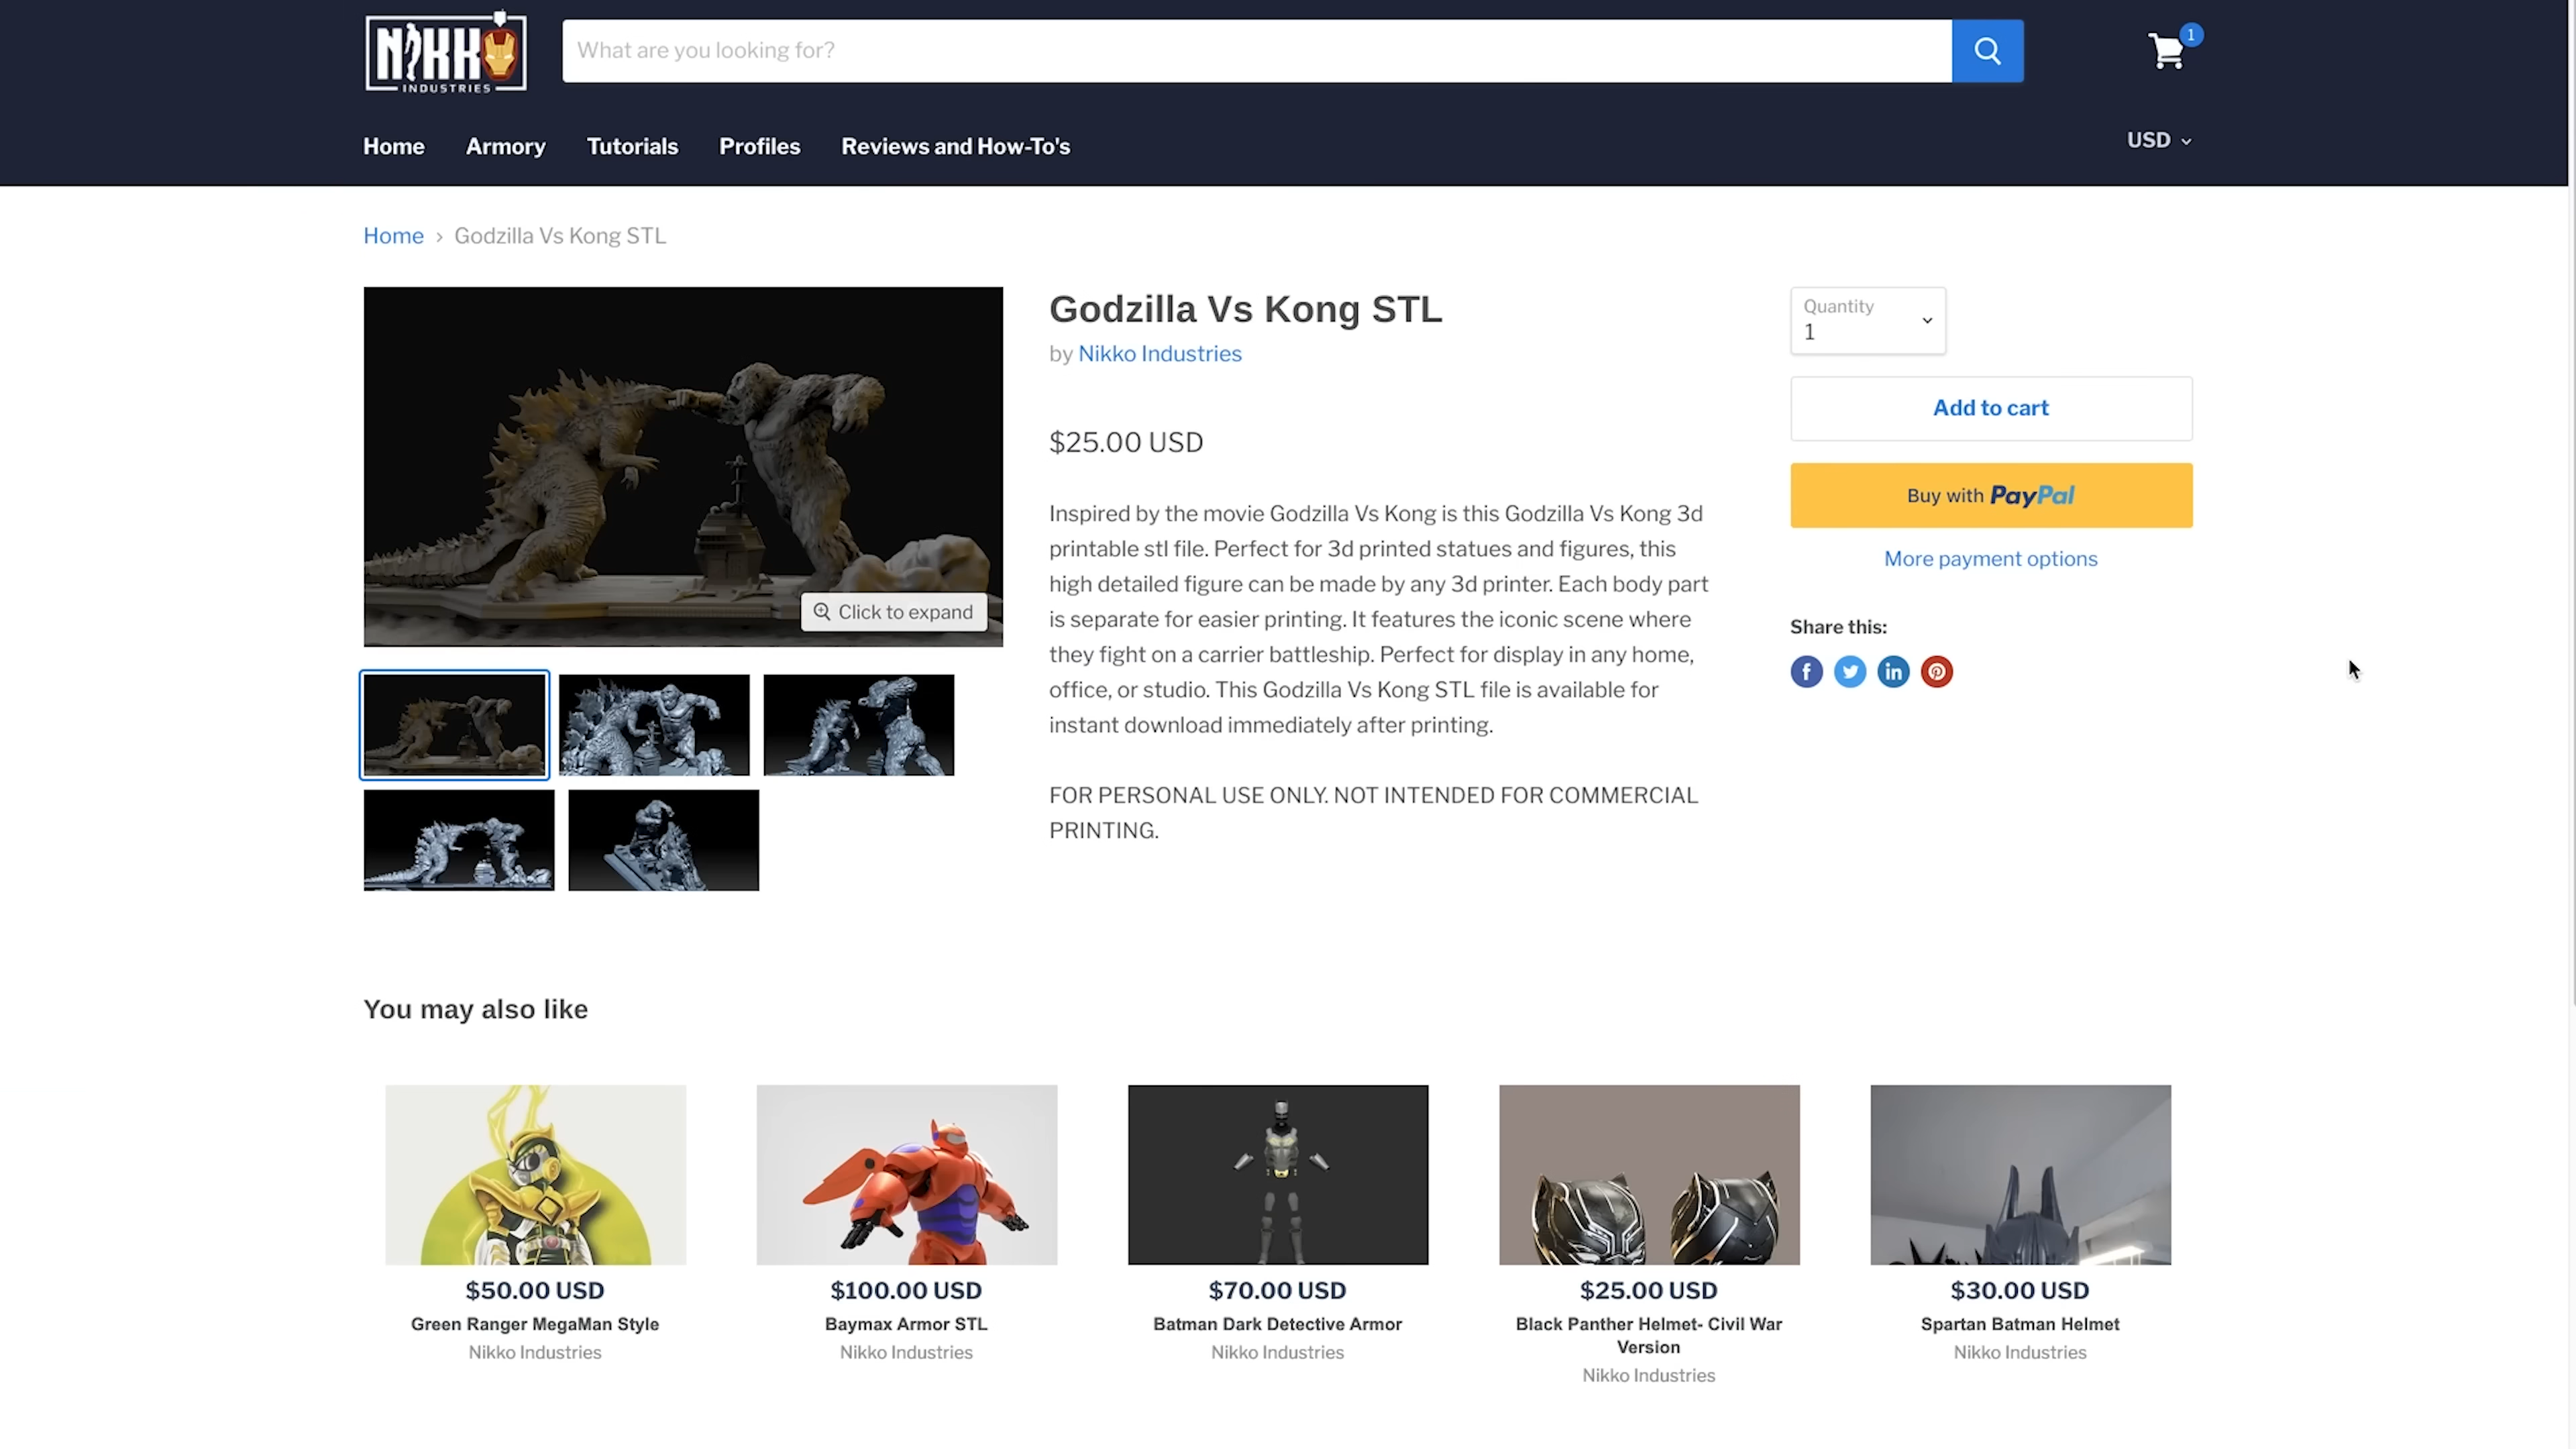 NIKKO
INDUSTRIES
What are you looking for?
1
Home Armory Tutorials Profiles Reviews and How-To's
USD
Home › Godzilla Vs Kong STL
Godzilla Vs Kong STL
by Nikko Industries
$25.00 USD
Inspired by the movie Godzilla Vs Kong is this Godzilla Vs Kong 3d
printable stl file. Perfect for 3d printed statues and figures, this
high detailed figure can be made by any 3d printer. Each body part
is separate for easier printing. It features the iconic scene where
they fight on a carrier battleship. Perfect for display in any home,
office, or studio. This Godzilla Vs Kong STL file is available for
instant download immediately after printing.
FOR PERSONAL USE ONLY. NOT INTENDED FOR COMMERCIAL
PRINTING.
Click to expand
Quantity
1
Add to cart
Buy with PayPal
More payment options
Share this:
You may also like
$50.00 USD
Green Ranger MegaMan Style
Nikko Industries
$100.00 USD
Baymax Armor STL
Nikko Industries
$70.00 USD
Batman Dark Detective Armor
Nikko Industries
$25.00 USD
Black Panther Helmet- Civil War
Version
Nikko Industries
$30.00 USD
Spartan Batman Helmet
Nikko Industries